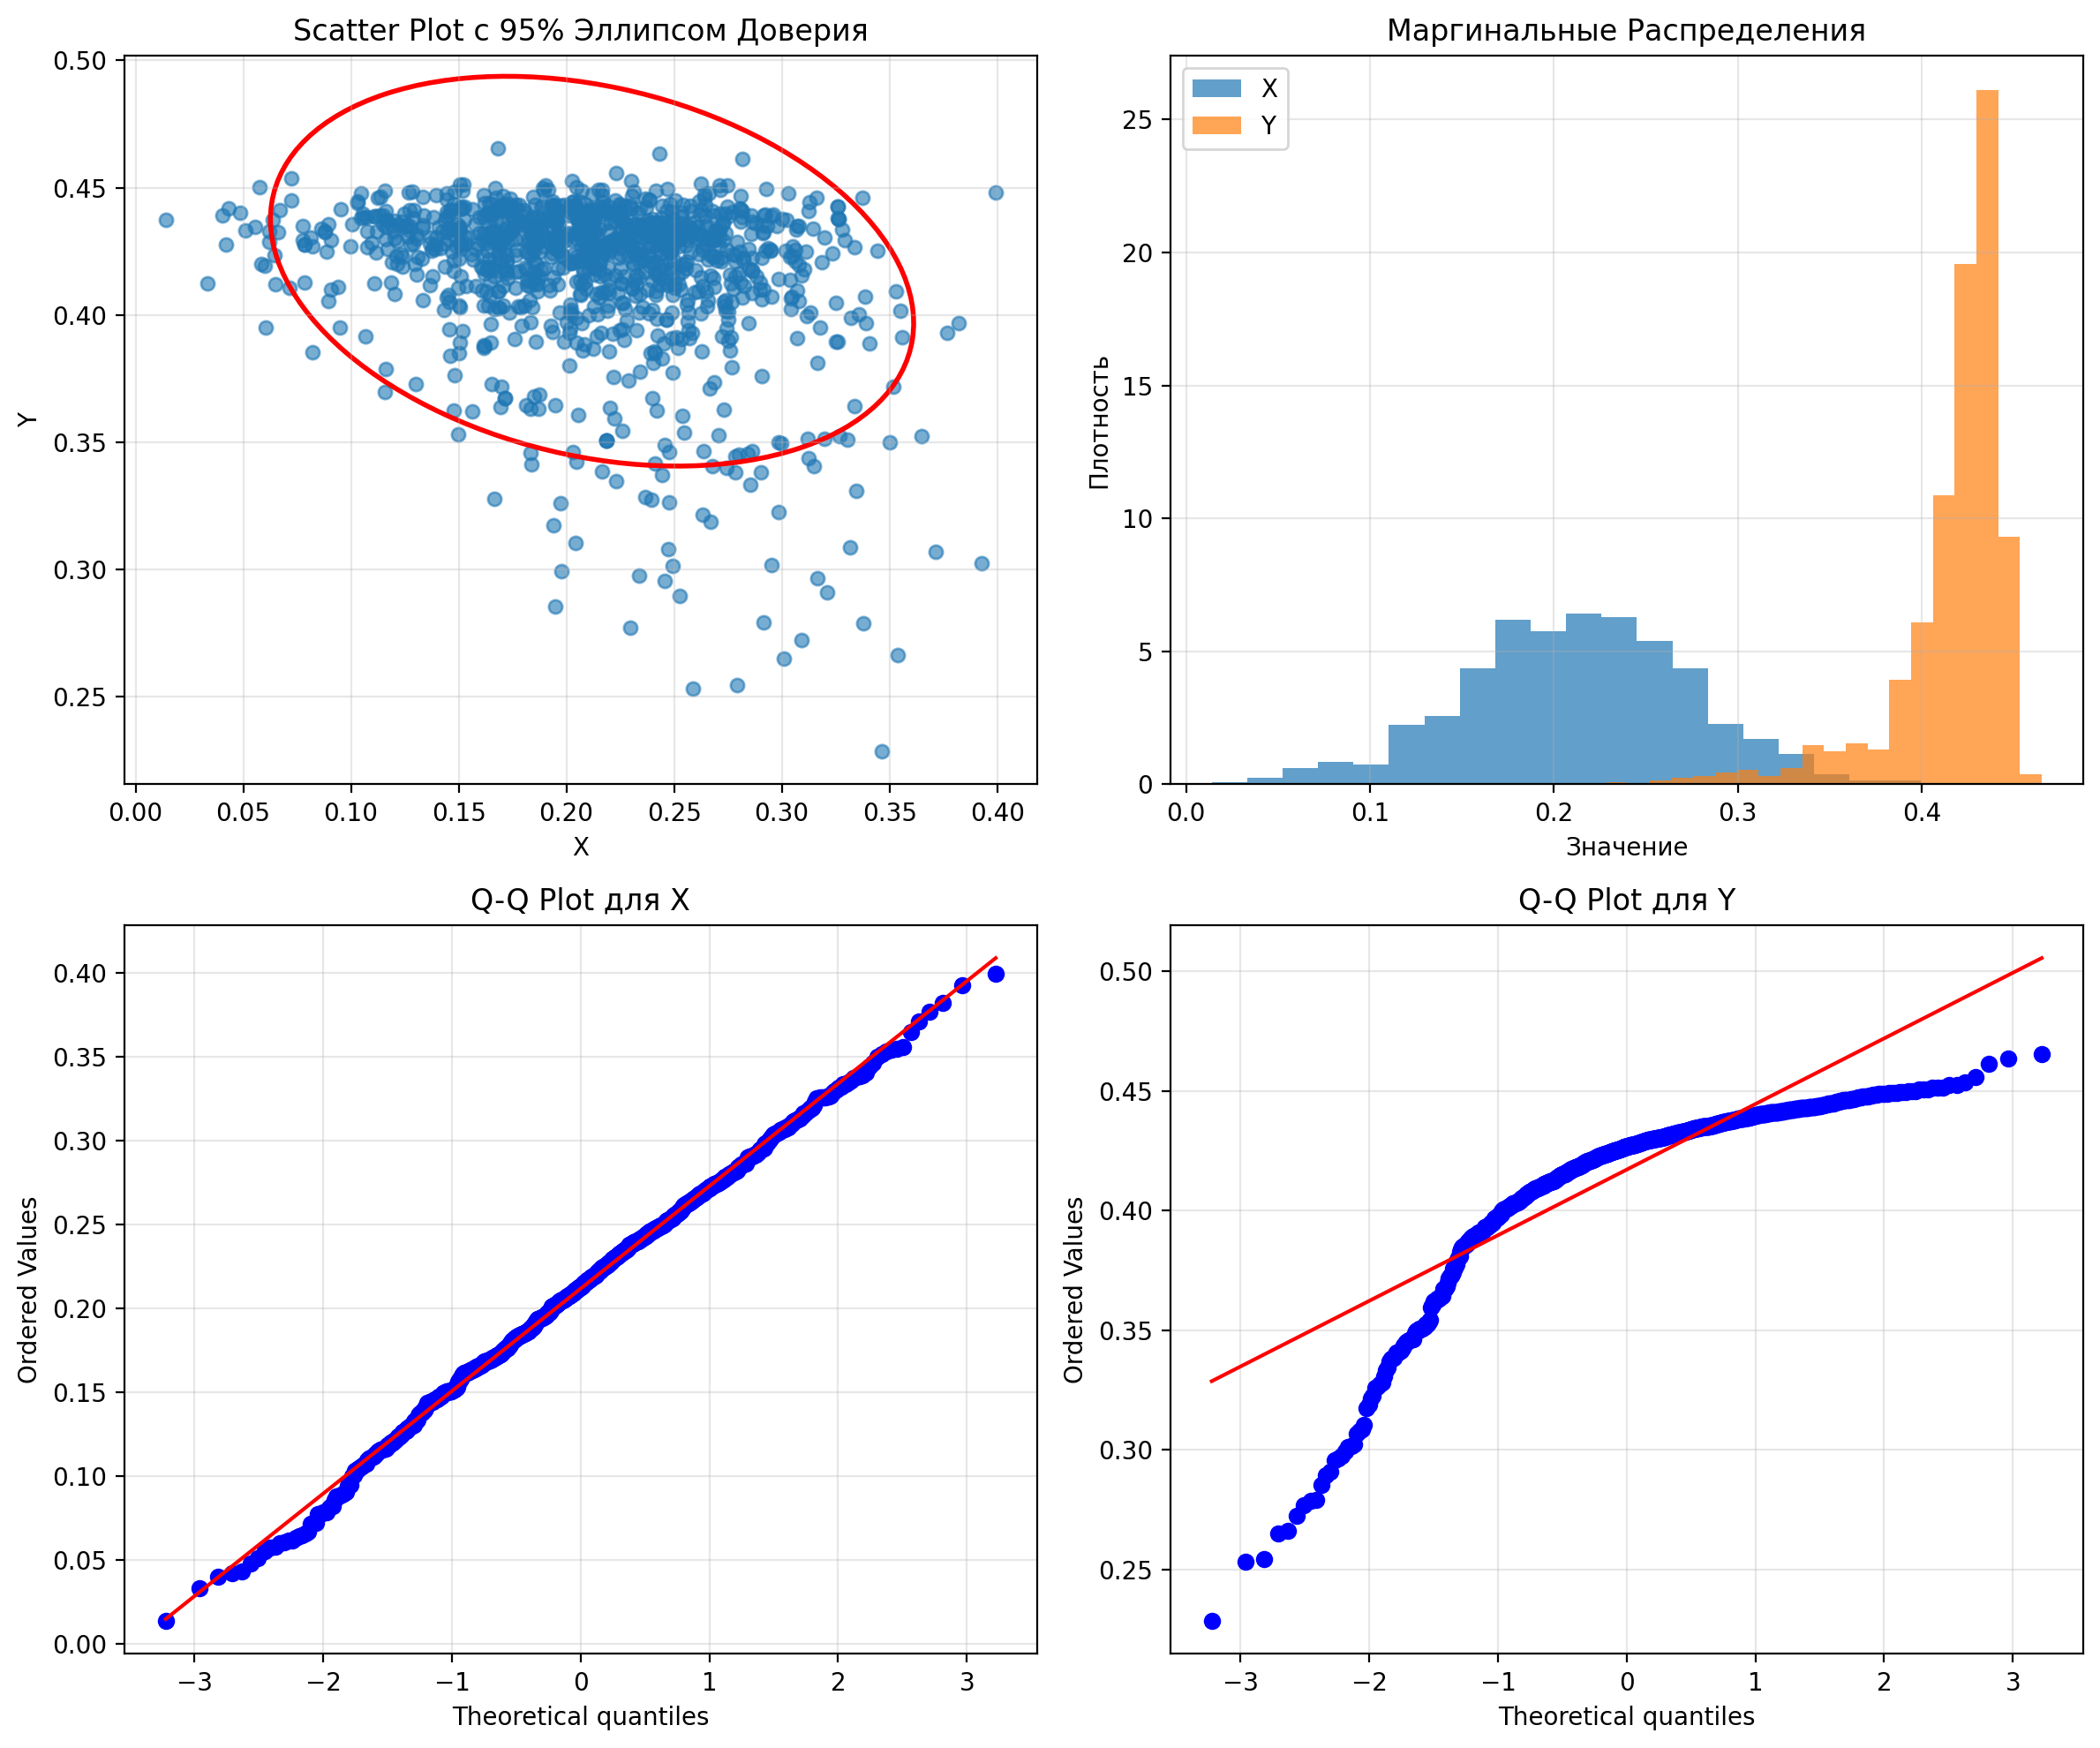 Scatter Plot с 95% Эллипсом Доверия
0.50
0.45
0.40
0.35
0.30
0.25
Y
0.00 0.05 0.10 0.15 0.20 0.25 0.30 0.35 0.40
X
Маргинальные Распределения
X
Y
25
20
15
10
5
0
Плотность
0.0 0.1 0.2 0.3 0.4
Значение
Q-Q Plot для X
0.40
0.35
0.30
0.25
0.20
0.15
0.10
0.05
0.00
Ordered Values
−3 −2 −1 0 1 2 3
Theoretical quantiles
Q-Q Plot для Y
0.50
0.45
0.40
0.35
0.30
0.25
Ordered Values
−3 −2 −1 0 1 2 3
Theoretical quantiles